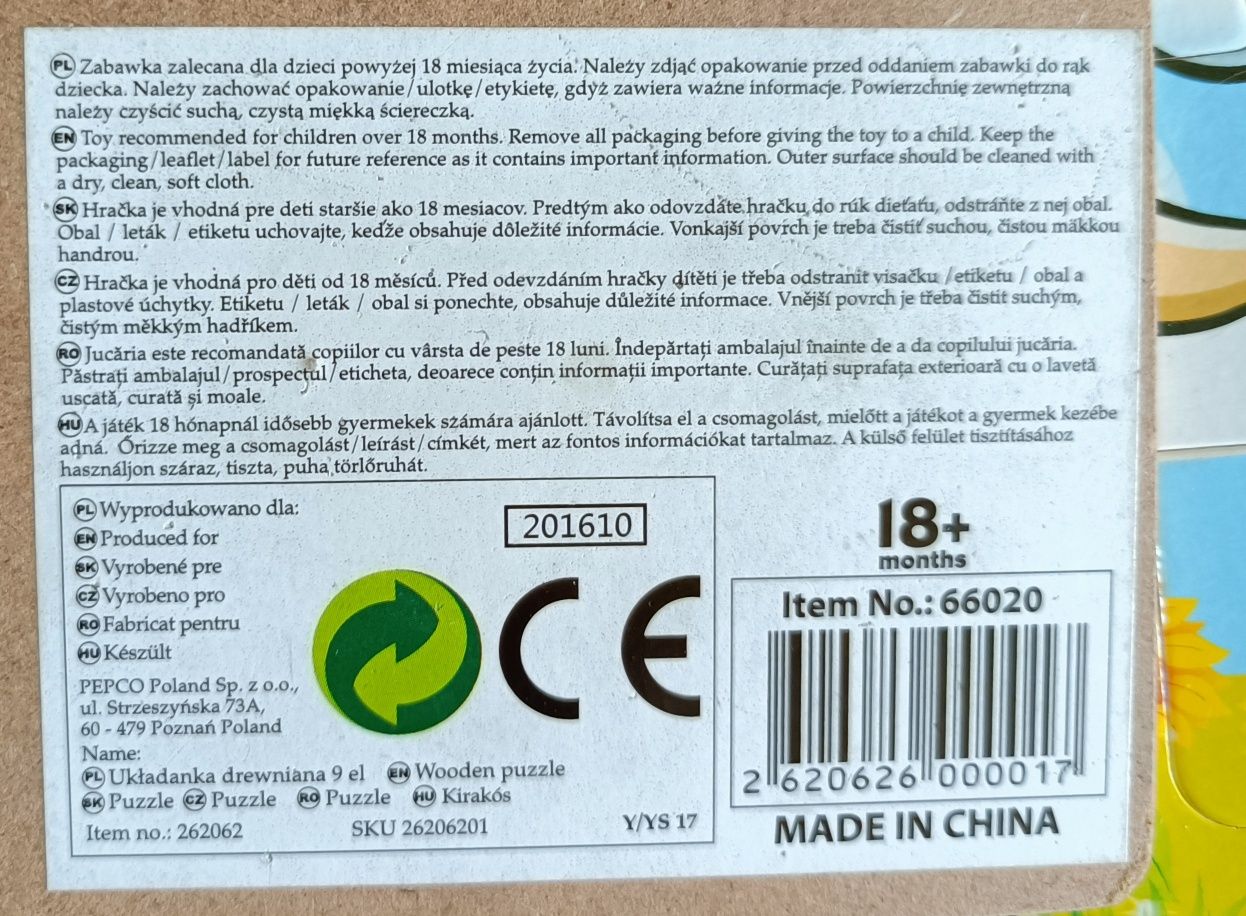 PL Zabawka zalecana dla dzieci powyżej 18 miesiąca życia. Należy zdjąć opakowanie przed oddaniem zabawki do rąk
dziecka. Należy zachować opakowanie/ulotkę/etykietę, gdyż zawiera ważne informacje. Powierzchnię zewnętrzną
należy czyścić suchą, czystą miękką ściereczką.
EN Toy recommended for children over 18 months. Remove all packaging before giving the toy to a child. Keep the
packaging/leaflet/label for future reference as it contains important information. Outer surface should be cleaned with
a dry, clean, soft cloth.
SK Hračka je vhodná pre deti staršie ako 18 mesiacov. Predtým ako odovzdáte hračku do rúk dieťaťu, odstráňte z nej obal.
Obal / leták / etiketu uchovajte, keďže obsahuje dôležité informácie. Vonkajší povrch je treba čistiť suchou, čistou mäkkou
handrou.
CZ Hračka je vhodná pro děti od 18 měsíců. Před odevzdáním hračky dítěti je třeba odstranit visačku /etiketu / obal a
plastové úchytky. Etiketu / leták / obal si ponechte, obsahuje důležité informace. Vnější povrch je třeba čistit suchým,
čistým měkkým hadříkem.
RO Jucăria este recomandată copiilor cu vârsta de peste 18 luni. Îndepărtați ambalajul înainte de a da copilului jucăria.
Păstrați ambalajul/prospectul/eticheta, deoarece conțin informații importante. Curățați suprafața exterioară cu o lavetă
uscată, curată și moale.
HU A játék 18 hónapnál idősebb gyermekek számára ajánlott. Távolítsa el a csomagolást, mielőtt a játékot a gyermek kezébe
adná. Őrizze meg a csomagolást/leírást/címkét, mert az fontos információkat tartalmaz. A külső felület tisztításához
használjon száraz, tiszta, puha törlőruhát.
PL Wyprodukowano dla:
EN Produced for
SK Vyrobené pre
CZ Vyrobeno pro
RO Fabricat pentru
HU Készült
PEPCO Poland Sp. z o.o.,
ul. Strzeszyńska 73A,
60 - 479 Poznań Poland
Name:
PL Układanka drewniana 9 el EN Wooden puzzle
SK Puzzle CZ Puzzle RO Puzzle HU Kirakós
Item no.: 262062 SKU 26206201 Y/YS 17
201610
CE
18+
months
Item No.: 66020
2 620626 000017
MADE IN CHINA